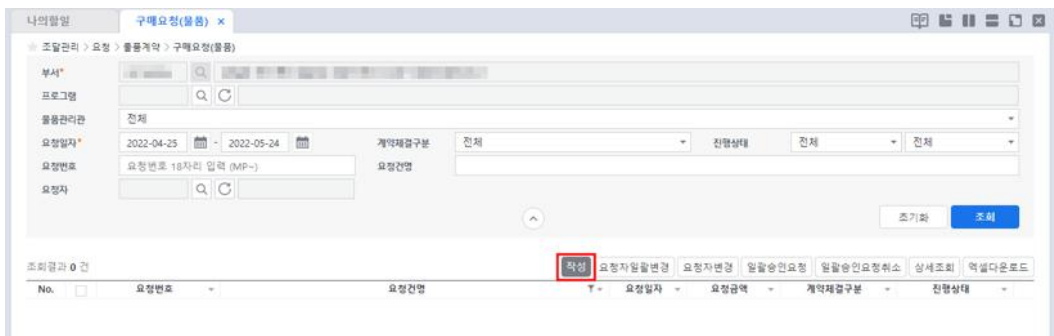 나의할일 구매요청(물품) ×
조달관리 > 요청 > 물품계약 > 구매요청(물품)
부서*
프로그램
물품관리관 전체
요청일자* 2022-04-25 - 2022-05-24 계약체결구분 전체 진행상태 전체 전체
요청번호 요청번호 18자리 입력 (MP~) 요청건명
요청자
초기화 조회
조회결과 0 건 작성 요청자일괄변경 요청자변경 일괄승인요청 일괄승인요청취소 상세조회 엑셀다운로드
No. 요청번호 요청건명 요청일자 요청금액 계약체결구분 진행상태